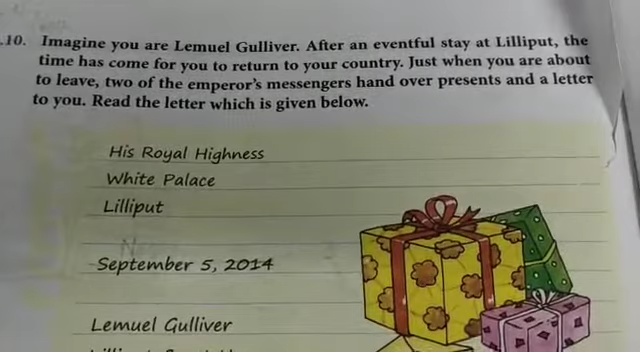 .10. Imagine you are Lemuel Gulliver. After an eventful stay at Lilliput, the
time has come for you to return to your country. Just when you are about
to leave, two of the emperor's messengers hand over presents and a letter
to you. Read the letter which is given below.
His Royal Highness
White Palace
Lilliput
September 5, 2014
Lemuel Gulliver